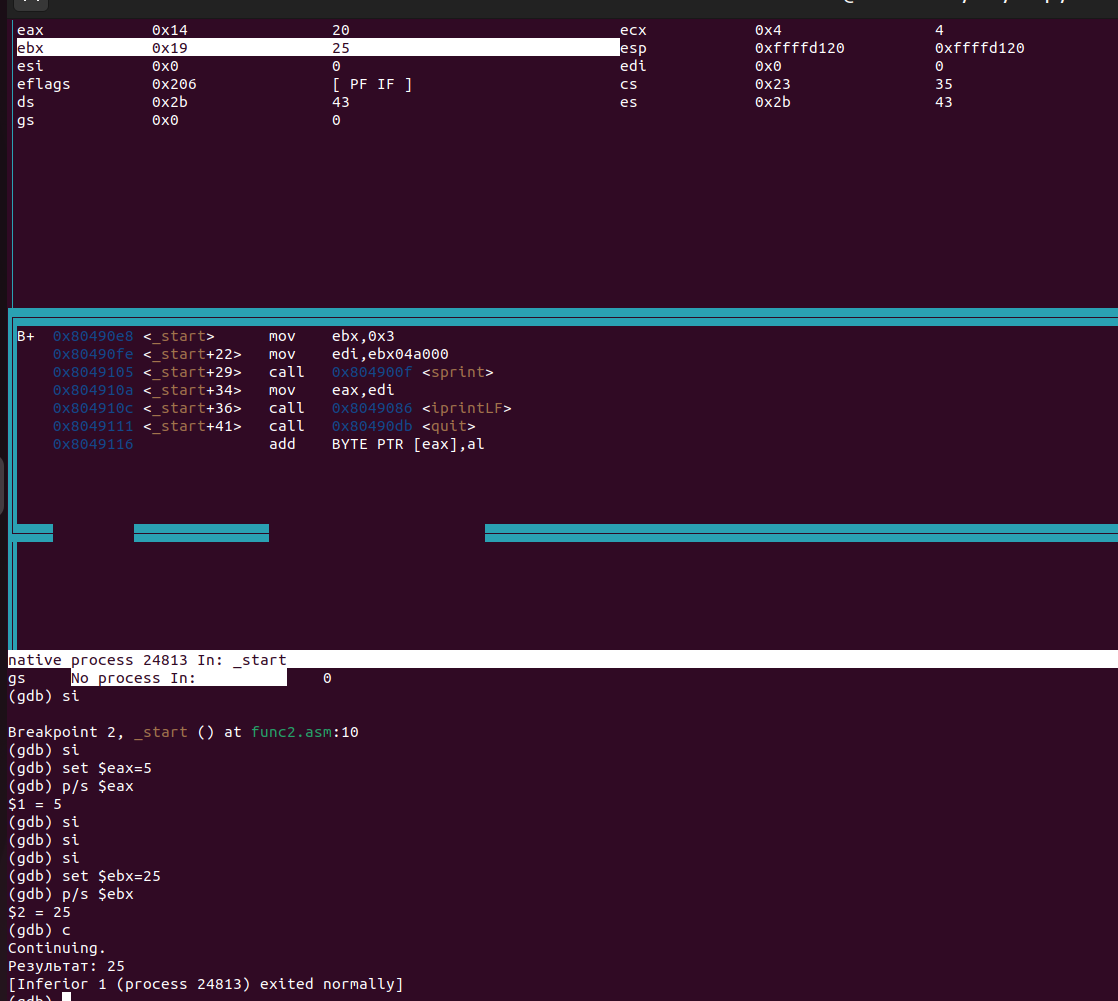 eax 0x14 20 ecx 0x4 4
ebx 0x19 25 esp 0xffffd120 0xffffd120
esi 0x0 0 edi 0x0 0
eflags 0x206 [ PF IF ] cs 0x23 35
ds 0x2b 43 es 0x2b 43
gs 0x0 0
B+ 0x80490e8 <_start> mov ebx,0x3
0x80490fe <_start+22> mov edi,ebx04a000
0x8049105 <_start+29> call 0x804900f <sprint>
0x804910a <_start+34> mov eax,edi
0x804910c <_start+36> call 0x8049086 <iprintLF>
0x8049111 <_start+41> call 0x80490db <quit>
0x8049116 add BYTE PTR [eax],al
native process 24813 In: _start
gs No process In: 0
(gdb) si
Breakpoint 2, _start () at func2.asm:10
(gdb) si
(gdb) set $eax=5
(gdb) p/s $eax
$1 = 5
(gdb) si
(gdb) si
(gdb) si
(gdb) set $ebx=25
(gdb) p/s $ebx
$2 = 25
(gdb) c
Continuing.
Результат: 25
[Inferior 1 (process 24813) exited normally]
(gdb)